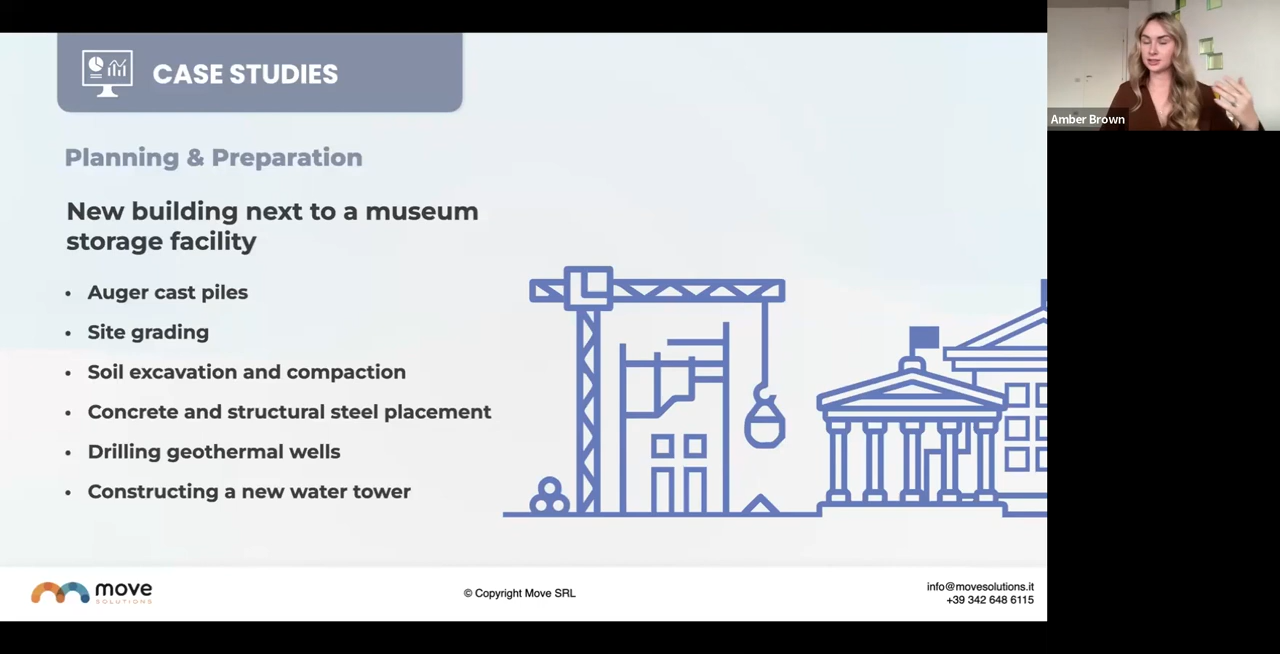 CASE STUDIES
Amber Brown
Planning & Preparation
New building next to a museum
storage facility
• Auger cast piles
• Site grading
• Soil excavation and compaction
• Concrete and structural steel placement
• Drilling geothermal wells
• Constructing a new water tower
move
SOLUTIONS
© Copyright Move SRL
info@movesolutions.it
+39 342 648 6115